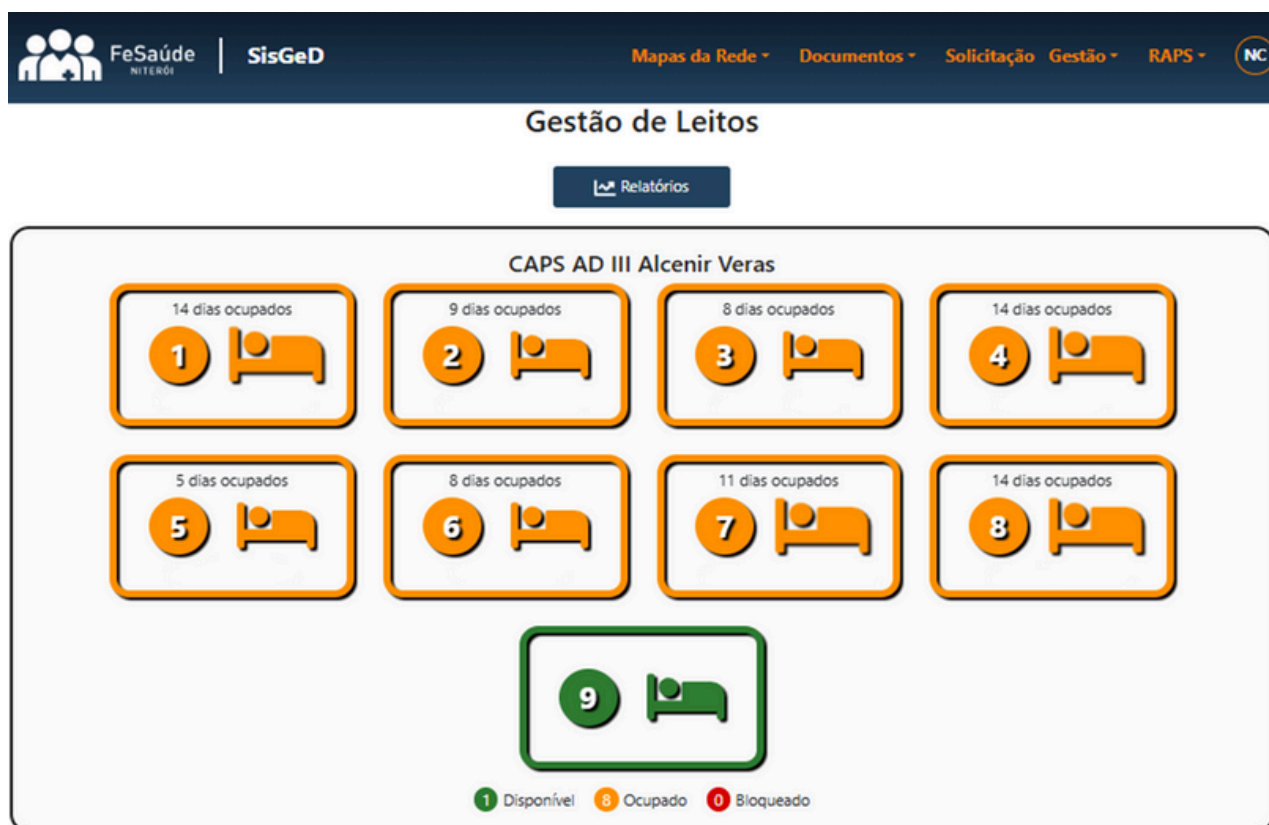 FeSaúde
NITERÓI
SisGeD
Mapas da Rede
Documentos
Solicitação
Gestão
RAPS
NC
Gestão de Leitos
Relatórios
CAPS AD III Alcenir Veras
14 dias ocupados
1
9 dias ocupados
2
8 dias ocupados
3
14 dias ocupados
4
5 dias ocupados
5
8 dias ocupados
6
11 dias ocupados
7
14 dias ocupados
8
9
1 Disponível 8 Ocupado 0 Bloqueado